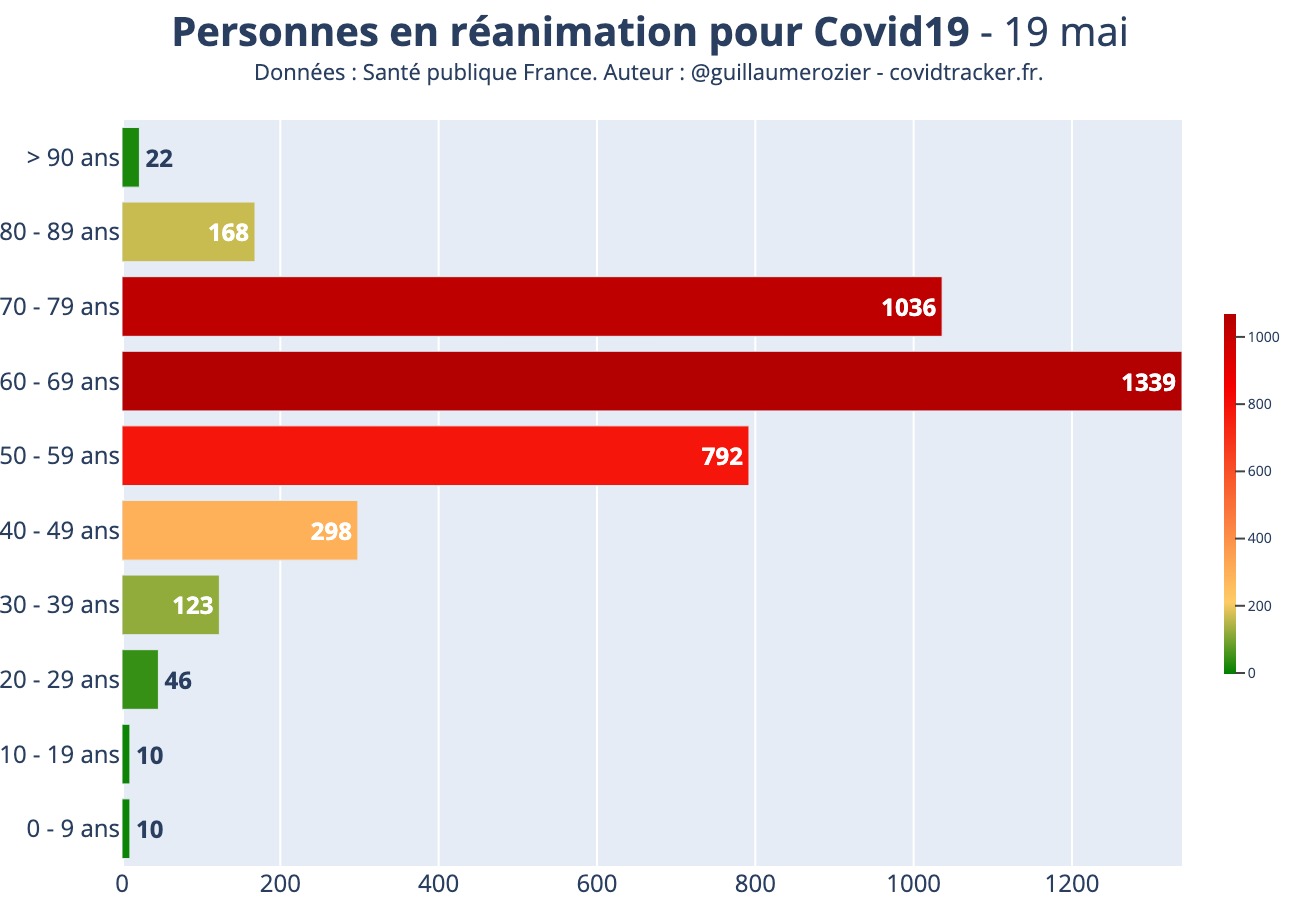 Personnes en réanimation pour Covid19 - 19 mai
Données : Santé publique France. Auteur : @guillaumerozier - covidtracker.fr.
> 90 ans 22
80 - 89 ans 168
70 - 79 ans 1036
60 - 69 ans 1339
50 - 59 ans 792
40 - 49 ans 298
30 - 39 ans 123
20 - 29 ans 46
10 - 19 ans 10
0 - 9 ans 10
0 200 400 600 800 1000 1200
1000
800
600
400
200
0